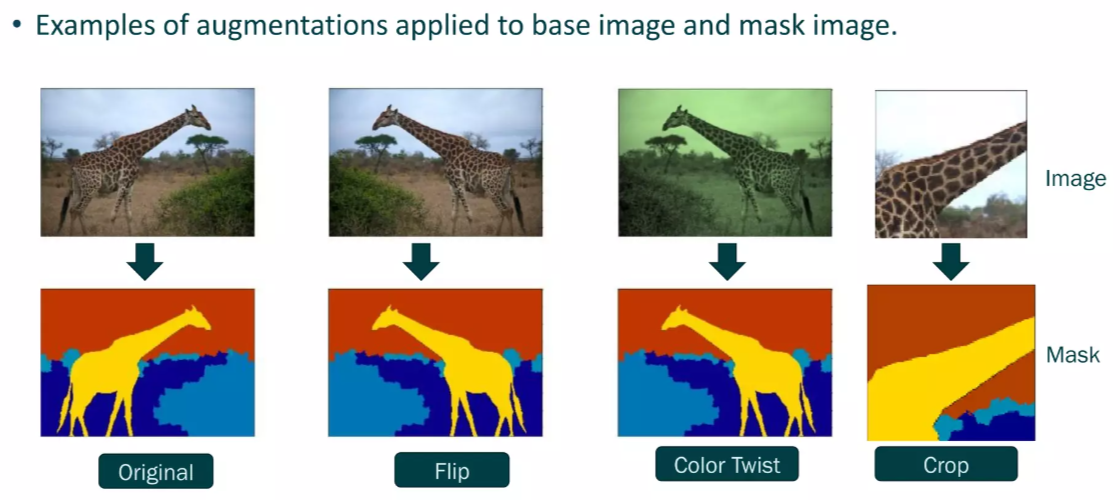 • Examples of augmentations applied to base image and mask image.
Image
Mask
Original
Flip
Color Twist
Crop